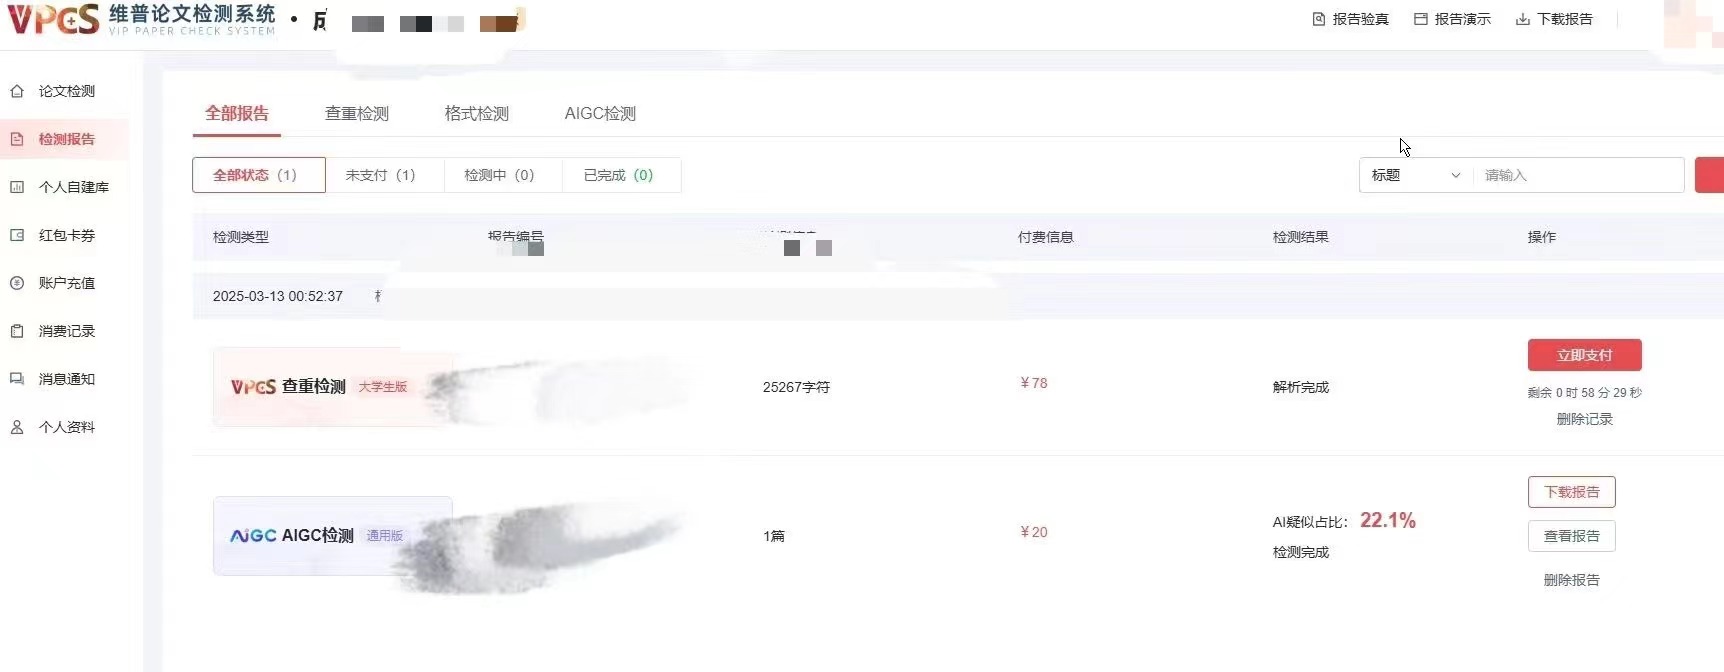 VPCS 维普论文检测系统
VIP PAPER CHECK SYSTEM
报告验真 报告演示 下载报告
论文检测
检测报告
个人自建库
红包卡券
账户充值
消费记录
消息通知
个人资料
全部报告 查重检测 格式检测 AIGC检测
全部状态（1） 未支付（1） 检测中（0） 已完成（0）
标题 请输入
检测类型 报告编号 付费信息 检测结果 操作
2025-03-13 00:52:37
VPCS 查重检测 大学生版 25267字符 ￥78 解析完成 立即支付
剩余 0 时 58 分 29 秒
删除记录
AIGC AIGC检测 通用版 1篇 ￥20 AI疑似占比： 22.1%
检测完成
下载报告
查看报告
删除报告